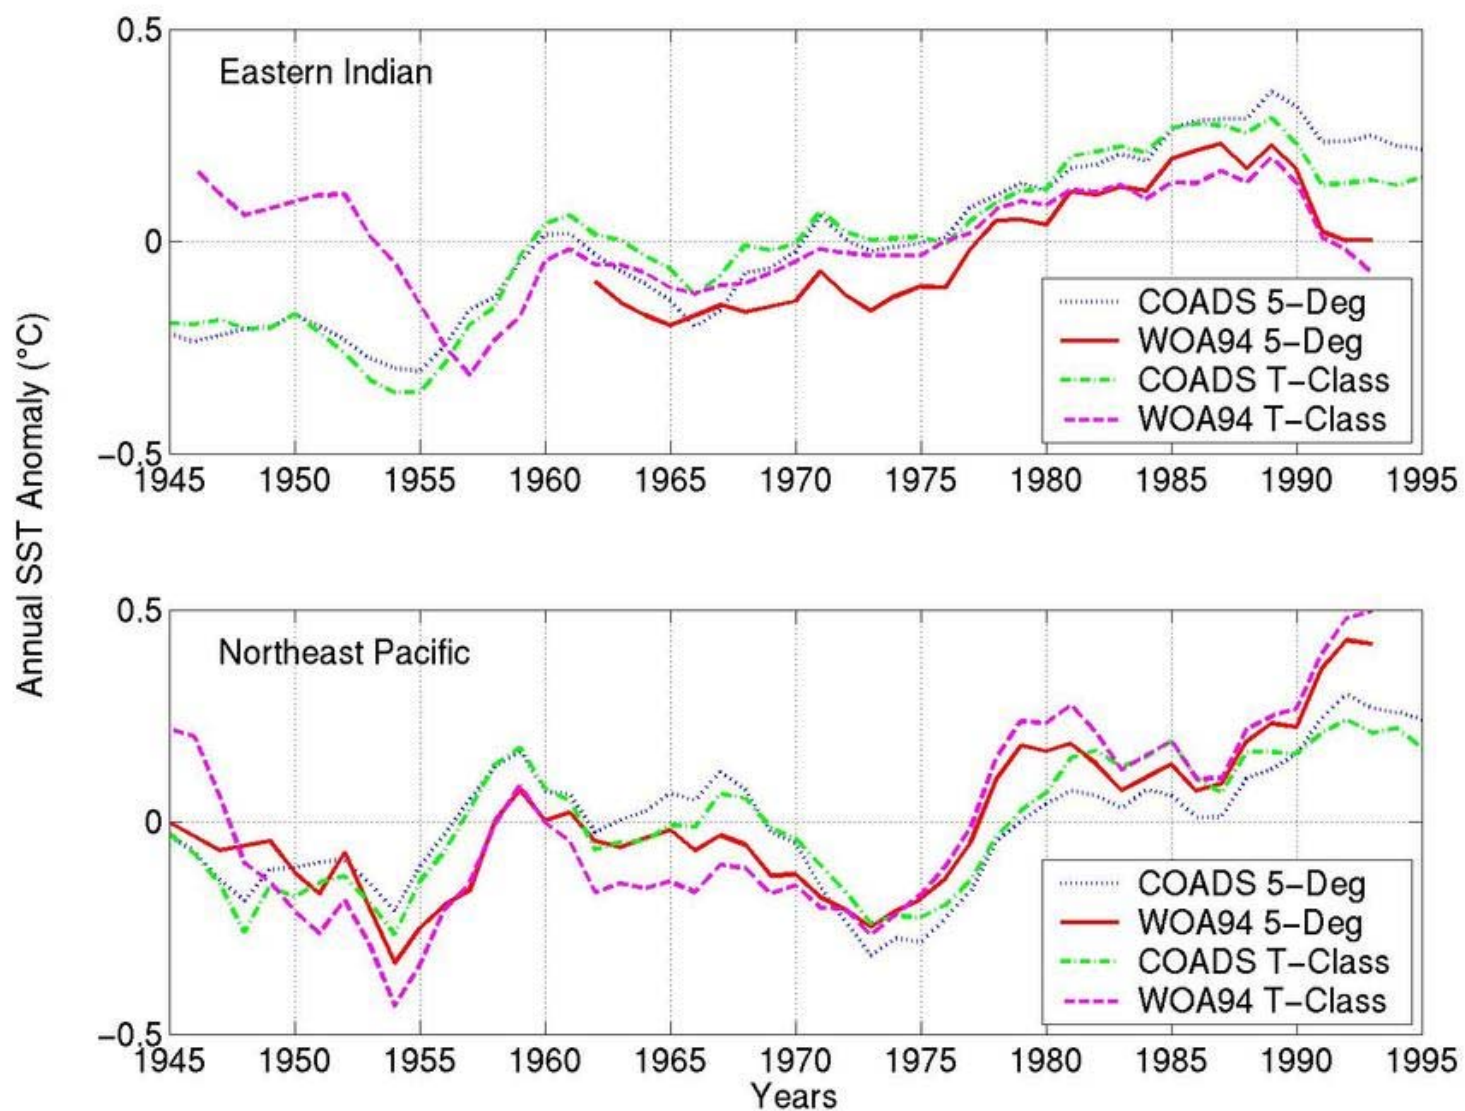 Annual SST Anomaly (°C)
0.5
Eastern Indian
0
COADS 5-Deg
WOA94 5-Deg
COADS T-Class
WOA94 T-Class
-0.5
1945 1950 1955 1960 1965 1970 1975 1980 1985 1990 1995
0.5
Northeast Pacific
0
COADS 5-Deg
WOA94 5-Deg
COADS T-Class
WOA94 T-Class
-0.5
1945 1950 1955 1960 1965 1970 1975 1980 1985 1990 1995
Years